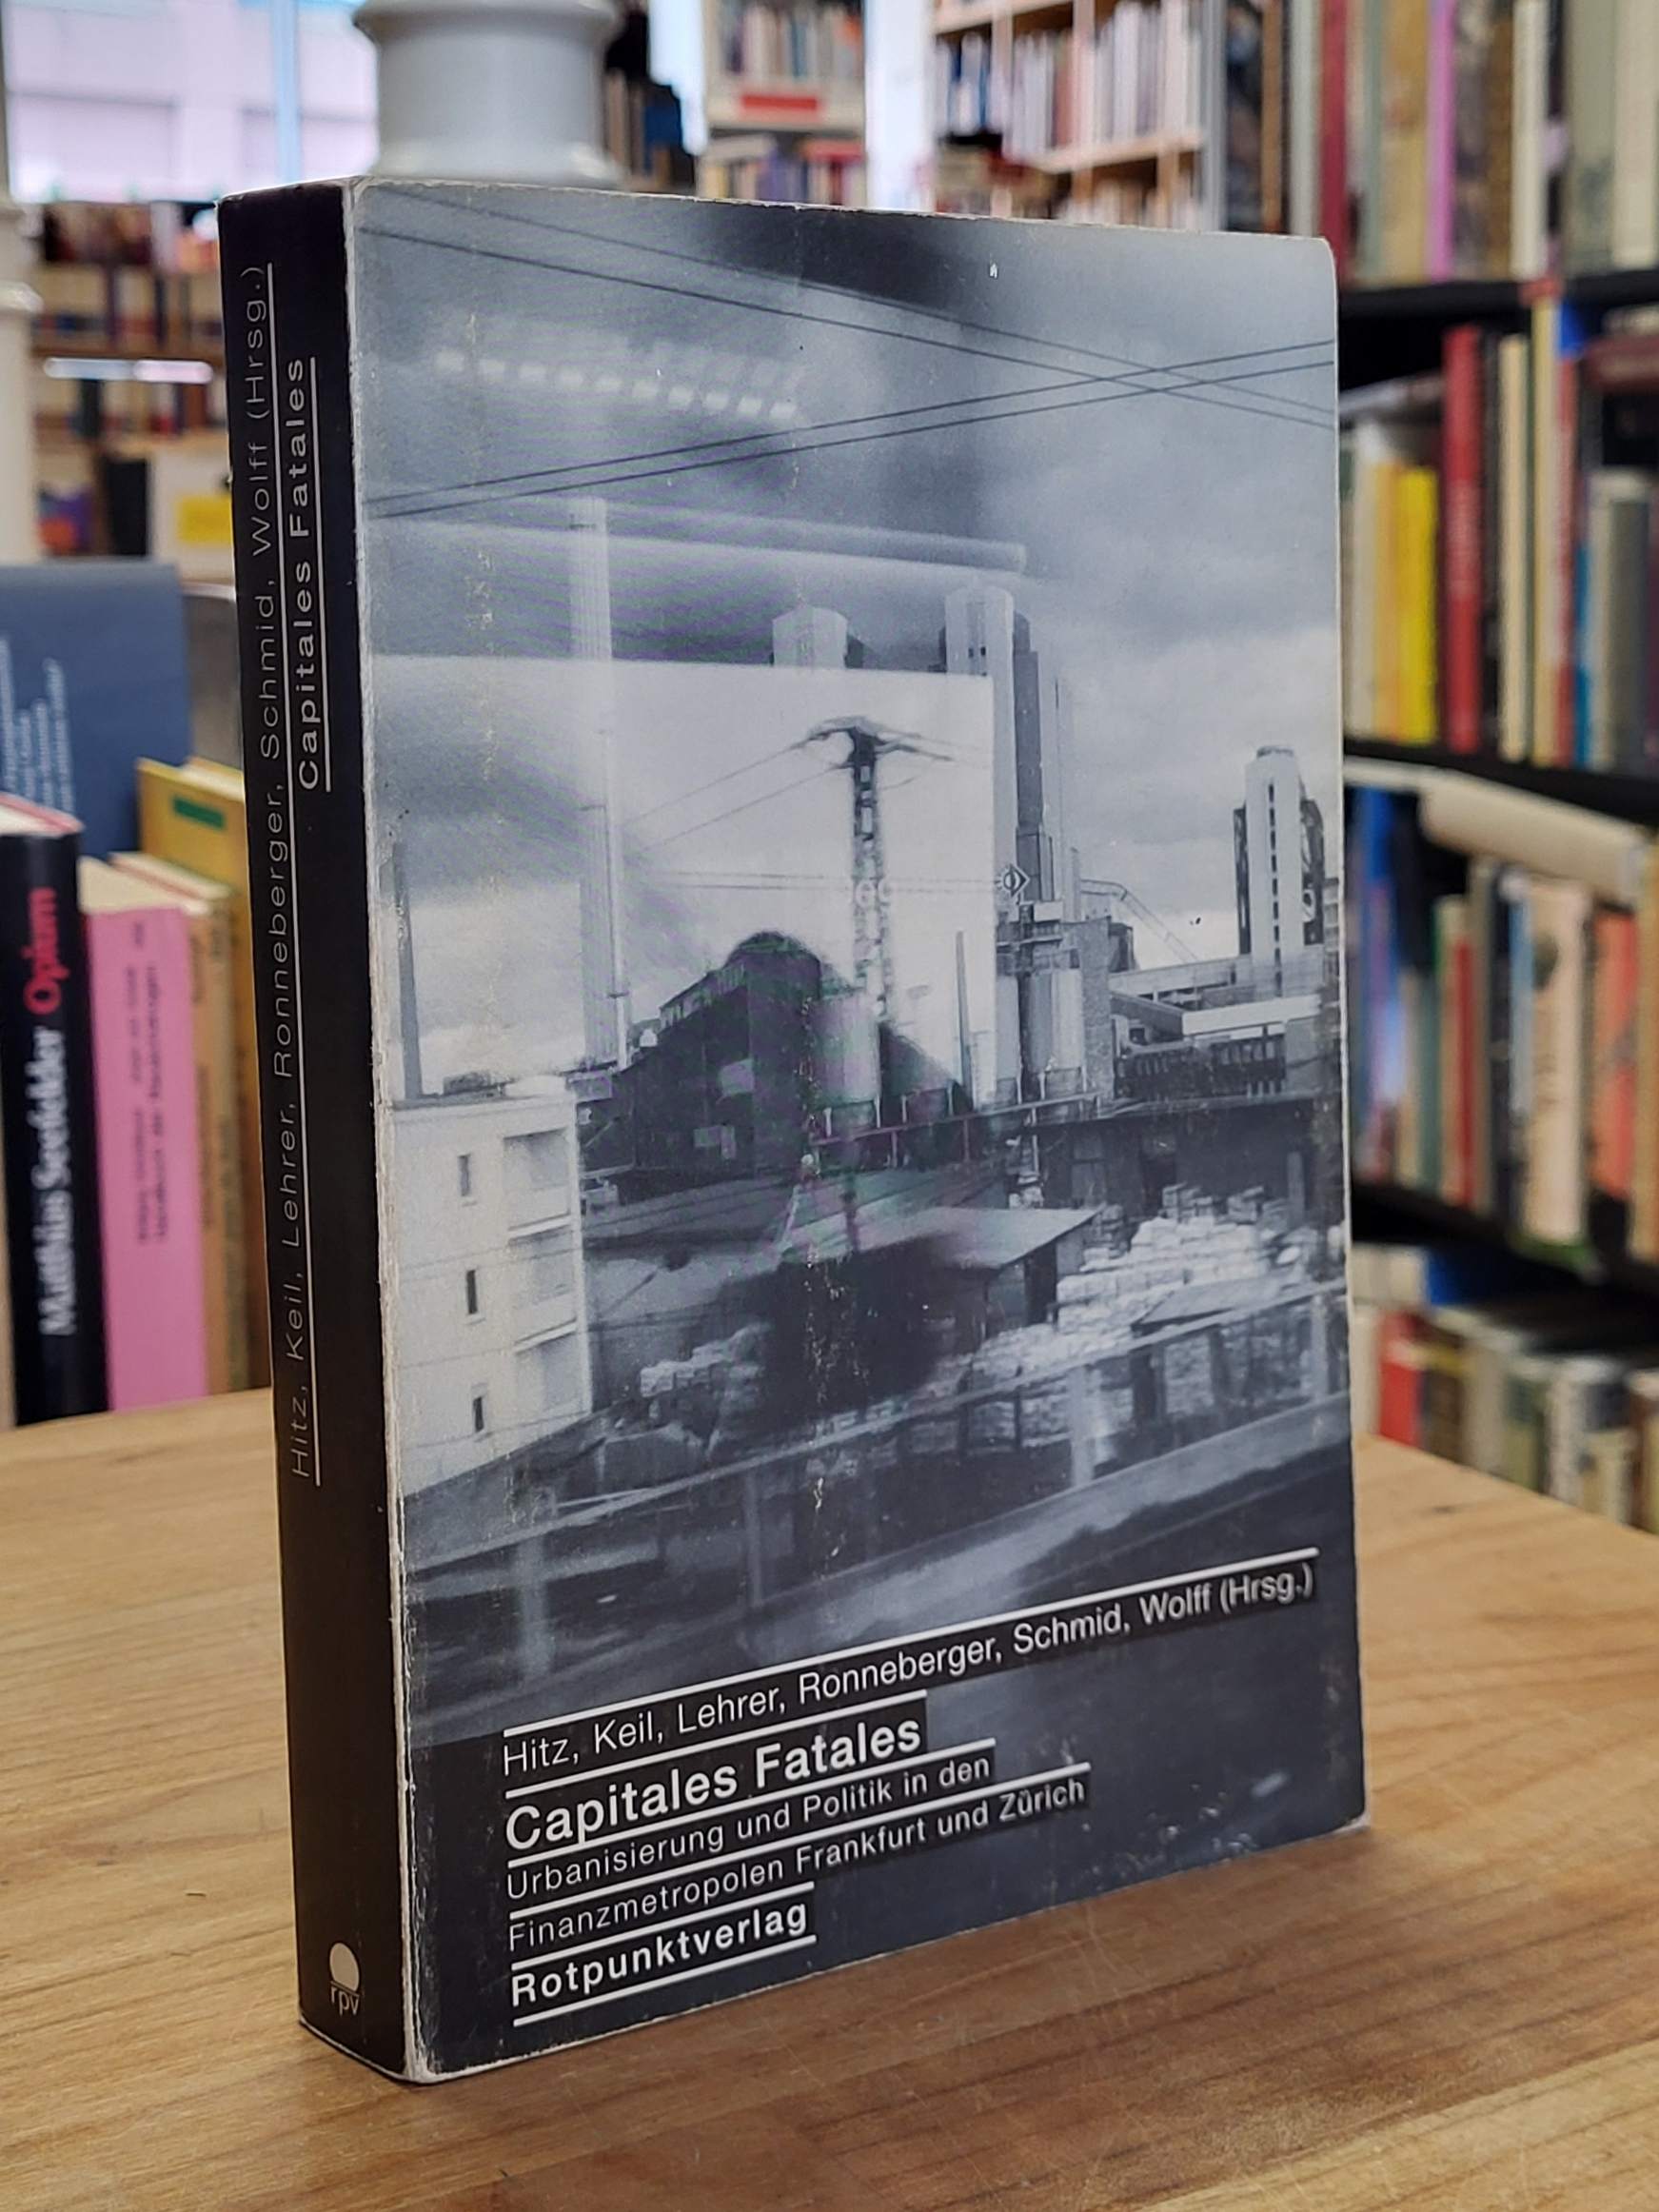 Hitz, Keil, Lehrer, Ronneberger, Schmid, Wolff (Hrsg.)
Capitales Fatales
rpv
Hitz, Keil, Lehrer, Ronneberger, Schmid, Wolff (Hrsg.)
Capitales Fatales
Urbanisierung und Politik in den
Finanzmetropolen Frankfurt und Zürich
Rotpunktverlag
Matthias Seefelder Opium